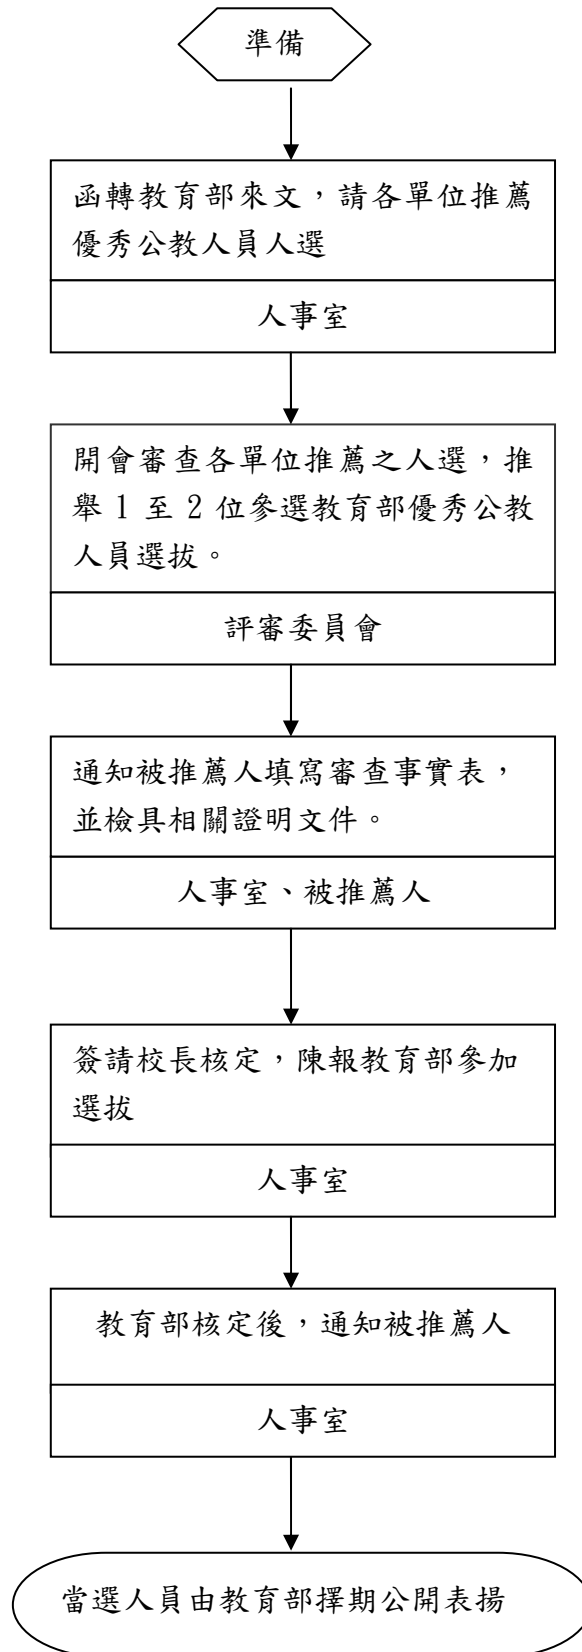 準備
函轉教育部來文，請各單位推薦
優秀公教人員人選
人事室
開會審查各單位推薦之人選，推
舉 1 至 2 位參選教育部優秀公教
人員選拔。
評審委員會
通知被推薦人填寫審查事實表，
並檢具相關證明文件。
人事室、被推薦人
簽請校長核定，陳報教育部參加
選拔
人事室
教育部核定後，通知被推薦人
人事室
當選人員由教育部擇期公開表揚